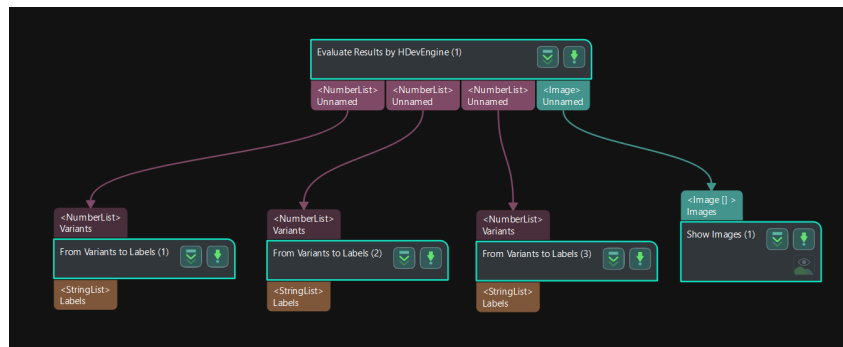 Evaluate Results by HDevEngine (1)
<NumberList>
Unnamed
<NumberList>
Unnamed
<NumberList>
Unnamed
<Image>
Unnamed
<NumberList>
Variants
From Variants to Labels (1)
<StringList>
Labels
<NumberList>
Variants
From Variants to Labels (2)
<StringList>
Labels
<NumberList>
Variants
From Variants to Labels (3)
<StringList>
Labels
<Image [] >
Images
Show Images (1)